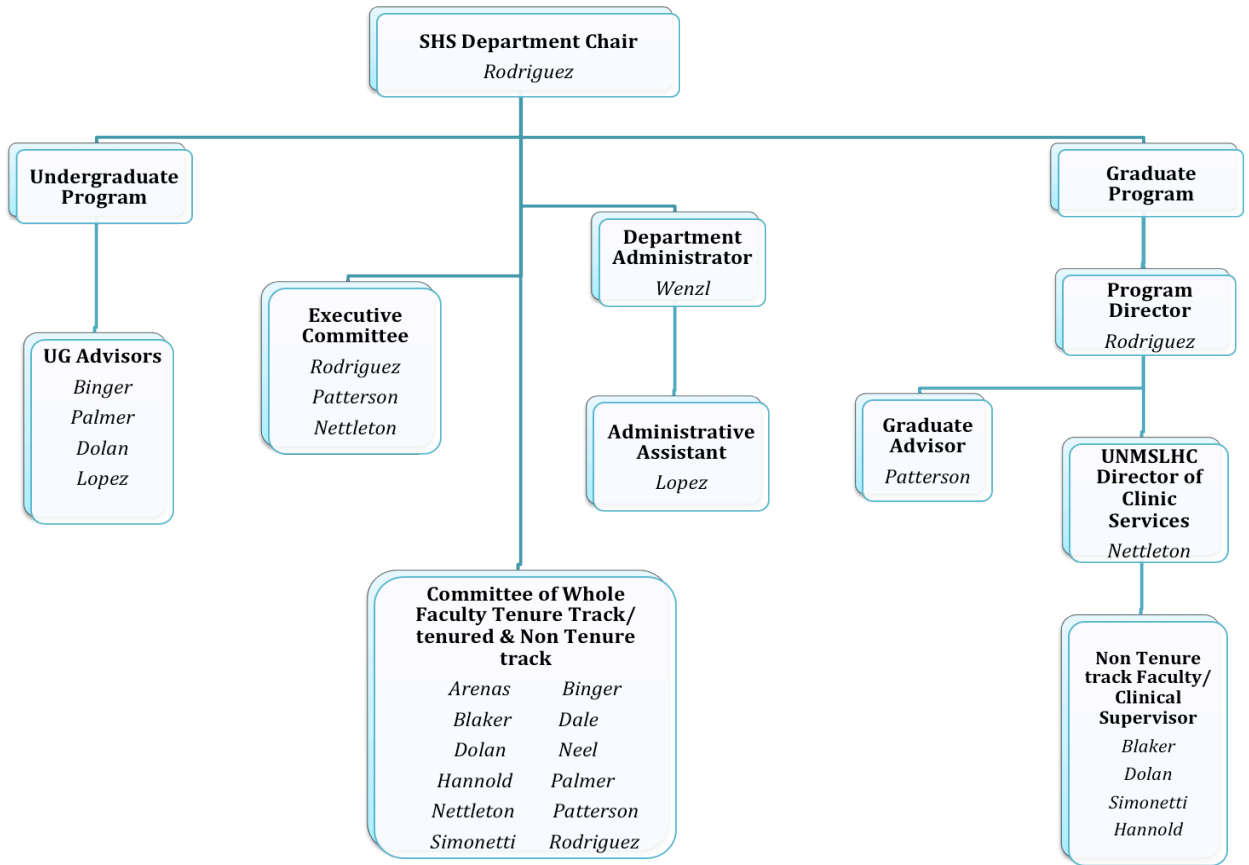 SHS Department Chair
Rodriguez
Undergraduate
Program
UG Advisors
Binger
Palmer
Dolan
Lopez
Executive
Committee
Rodriguez
Patterson
Nettleton
Department
Administrator
Wenzl
Administrative
Assistant
Lopez
Committee of Whole
Faculty Tenure Track/
tenured & Non Tenure
track
Arenas Binger
Blaker Dale
Dolan Neel
Hannold Palmer
Nettleton Patterson
Simonetti Rodriguez
Graduate
Program
Program
Director
Rodriguez
Graduate
Advisor
Patterson
UNMSLHC
Director of
Clinic
Services
Nettleton
Non Tenure
track Faculty/
Clinical
Supervisor
Blaker
Dolan
Simonetti
Hannold